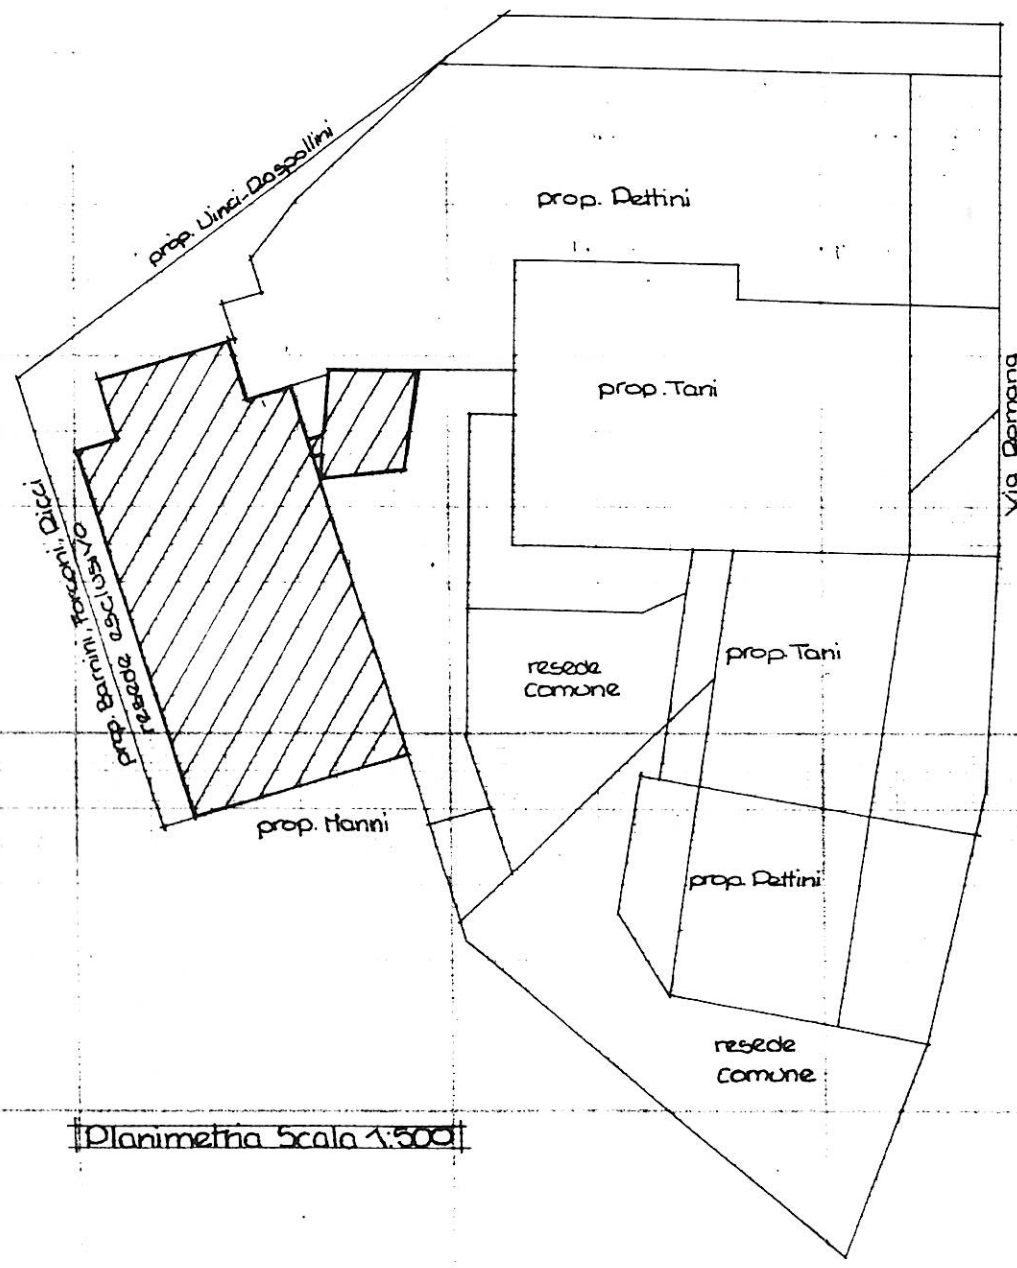 prop. Vinci-Raspollini
prop. Pettini
prop. Tani
Via Romana
prop. Barnini, Forconi, Ricci
resede esclusivo
resede
comune
prop. Tani
prop. Nanni
prop. Pettini
resede
comune
Planimetria Scala 1:500